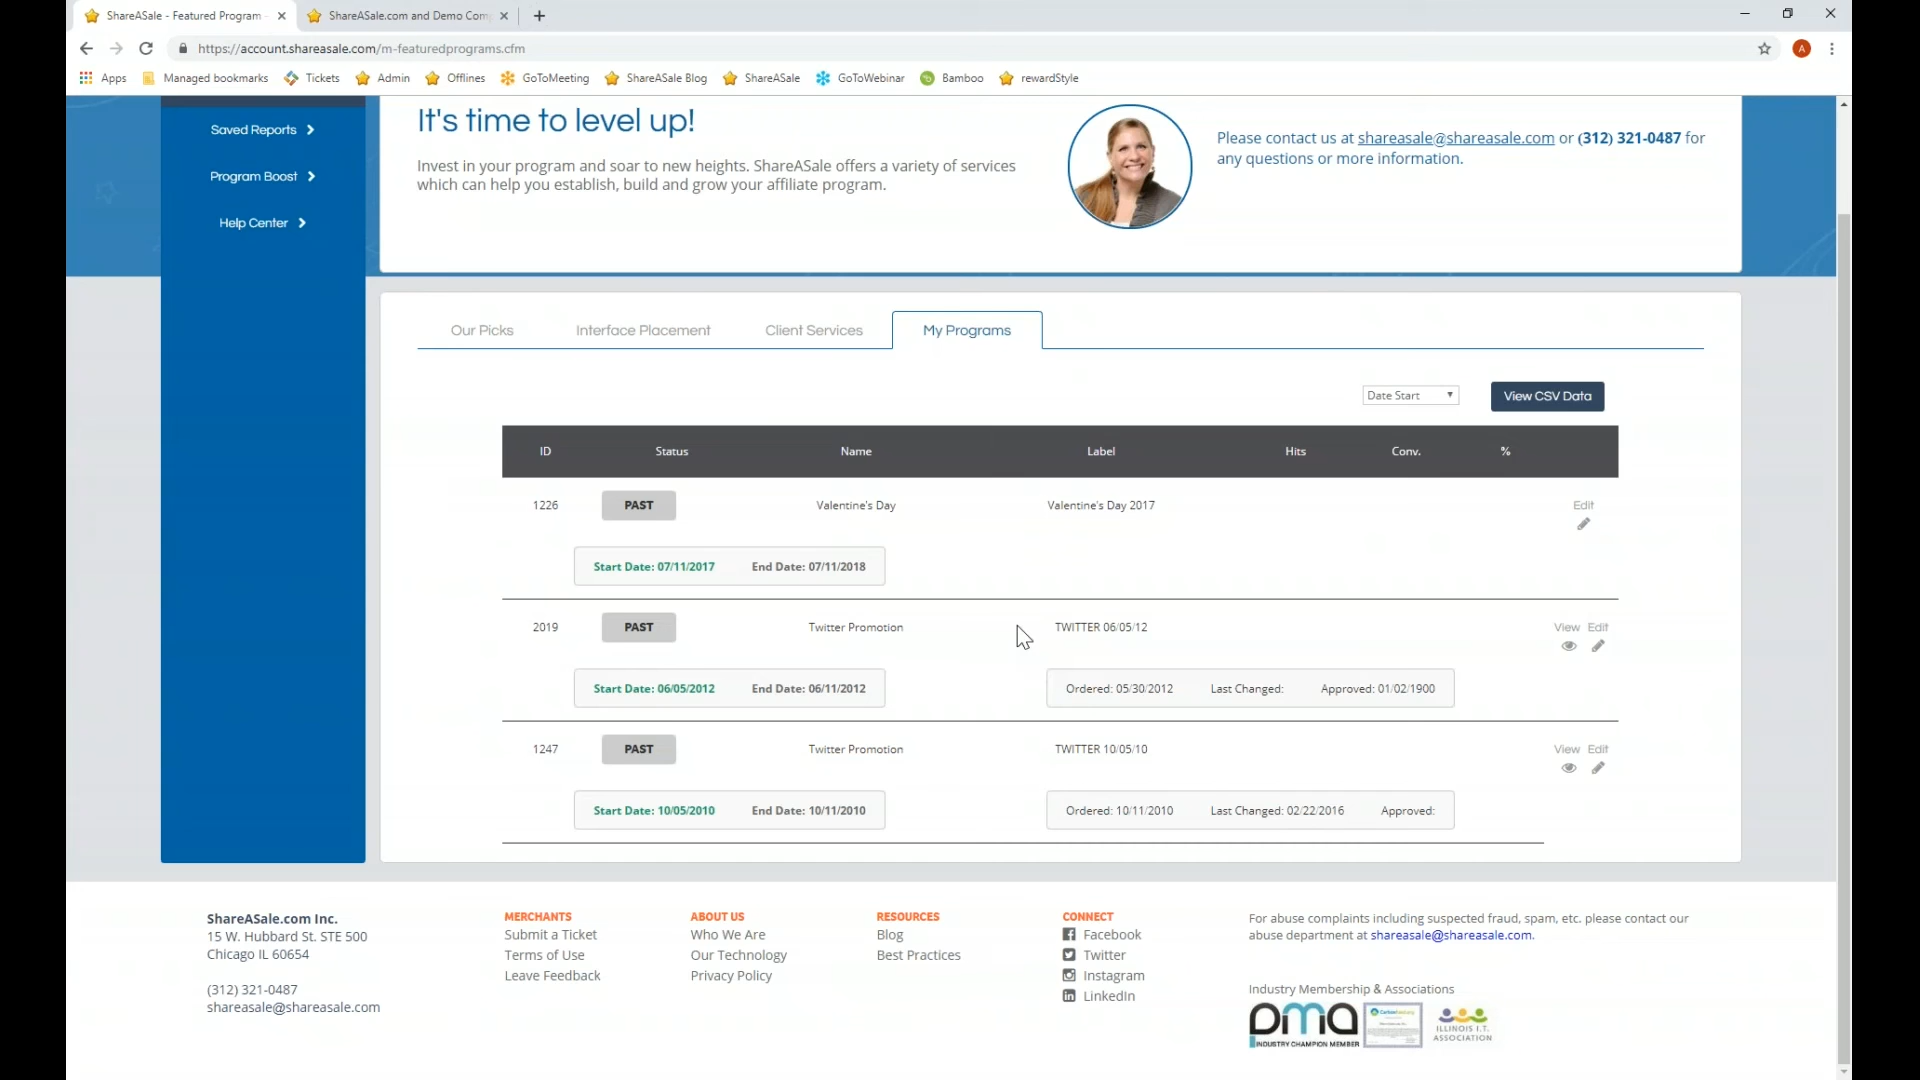 ShareASale - Featured Program
ShareASale.com and Demo Com
https://account.shareasale.com/m-featuredprograms.cfm
A
Apps
Managed bookmarks
Tickets
Admin
Offlines
GoToMeeting
ShareASale Blog
ShareASale
GoToWebinar
Bamboo
rewardStyle
Saved Reports
Program Boost
Help Center
It's time to level up!
Invest in your program and soar to new heights. ShareASale offers a variety of services
which can help you establish, build and grow your affiliate program.
Please contact us at shareasale@shareasale.com or (312) 321-0487 for
any questions or more information.
Our Picks
Interface Placement
Client Services
My Programs
Date Start
View CSV Data
ID Status Name Label Hits Conv. %
1226 PAST Valentine's Day Valentine's Day 2017 Edit
Start Date: 07/11/2017 End Date: 07/11/2018
2019 PAST Twitter Promotion TWITTER 06/05/12 View Edit
Start Date: 06/05/2012 End Date: 06/11/2012 Ordered: 05/30/2012 Last Changed: Approved: 01/02/1900
1247 PAST Twitter Promotion TWITTER 10/05/10 View Edit
Start Date: 10/05/2010 End Date: 10/11/2010 Ordered: 10/11/2010 Last Changed: 02/22/2016 Approved:
ShareASale.com Inc.
15 W. Hubbard St. STE 500
Chicago IL 60654
(312) 321-0487
shareasale@shareasale.com
MERCHANTS
Submit a Ticket
Terms of Use
Leave Feedback
ABOUT US
Who We Are
Our Technology
Privacy Policy
RESOURCES
Blog
Best Practices
CONNECT
Facebook
Twitter
Instagram
LinkedIn
For abuse complaints including suspected fraud, spam, etc. please contact our
abuse department at shareasale@shareasale.com.
Industry Membership & Associations
DMA
INDUSTRY CHAMPION MEMBER
ILLINOIS I.T.
ASSOCIATION